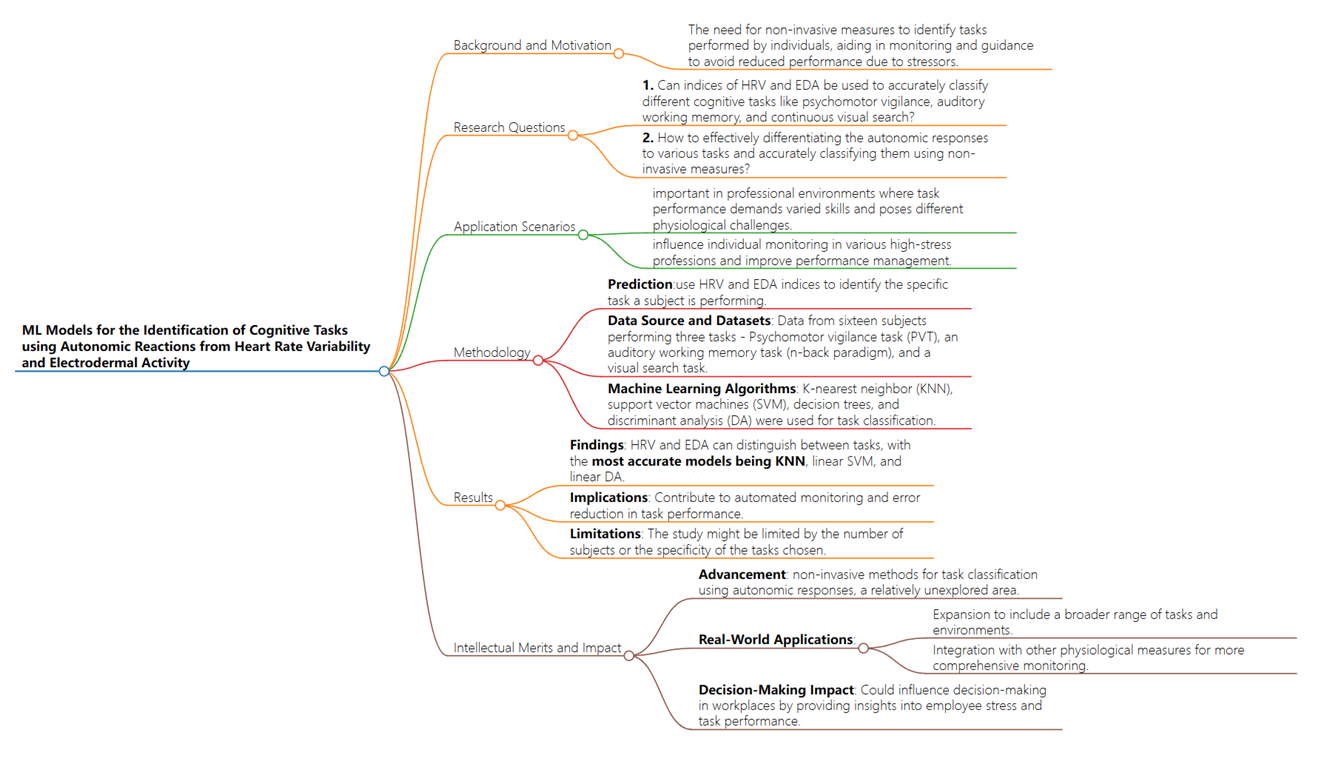 ML Models for the Identification of Cognitive Tasks
using Autonomic Reactions from Heart Rate Variability
and Electrodermal Activity
Background and Motivation
The need for non-invasive measures to identify tasks
performed by individuals, aiding in monitoring and guidance
to avoid reduced performance due to stressors.
Research Questions
1. Can indices of HRV and EDA be used to accurately classify
different cognitive tasks like psychomotor vigilance, auditory
working memory, and continuous visual search?
2. How to effectively differentiating the autonomic responses
to various tasks and accurately classifying them using non-
invasive measures?
Application Scenarios
important in professional environments where task
performance demands varied skills and poses different
physiological challenges.
influence individual monitoring in various high-stress
professions and improve performance management.
Methodology
Prediction:use HRV and EDA indices to identify the specific
task a subject is performing.
Data Source and Datasets: Data from sixteen subjects
performing three tasks - Psychomotor vigilance task (PVT), an
auditory working memory task (n-back paradigm), and a
visual search task.
Machine Learning Algorithms: K-nearest neighbor (KNN),
support vector machines (SVM), decision trees, and
discriminant analysis (DA) were used for task classification.
Results
Findings: HRV and EDA can distinguish between tasks, with
the most accurate models being KNN, linear SVM, and
linear DA.
Implications: Contribute to automated monitoring and error
reduction in task performance.
Limitations: The study might be limited by the number of
subjects or the specificity of the tasks chosen.
Intellectual Merits and Impact
Advancement: non-invasive methods for task classification
using autonomic responses, a relatively unexplored area.
Real-World Applications:
Expansion to include a broader range of tasks and
environments.
Integration with other physiological measures for more
comprehensive monitoring.
Decision-Making Impact: Could influence decision-making
in workplaces by providing insights into employee stress and
task performance.